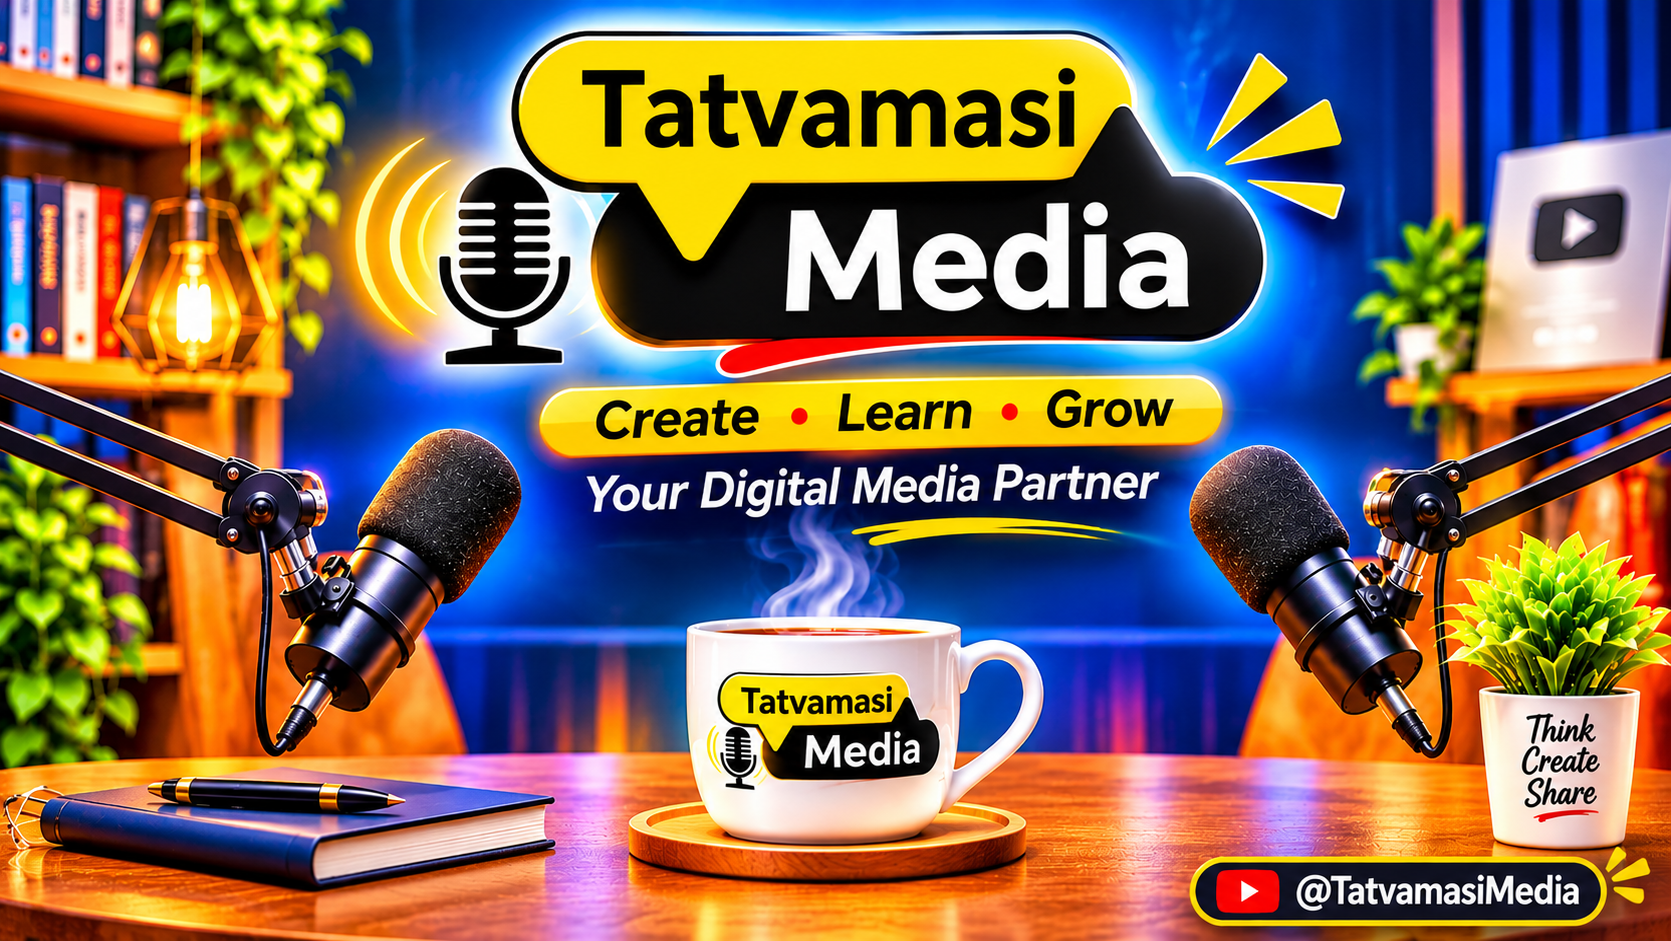 Tatvamasi
Media
Create • Learn • Grow
Your Digital Media Partner
Tatvamasi
Media
Think
Create
Share
@TatvamasiMedia